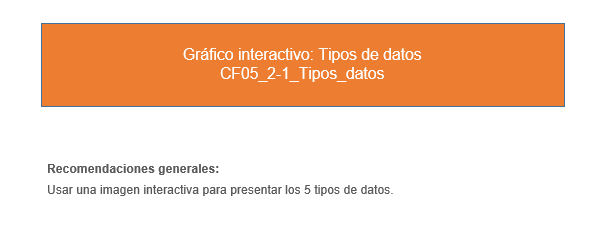 Gráfico interactivo: Tipos de datos
CF05_2-1_Tipos_datos
Recomendaciones generales:
Usar una imagen interactiva para presentar los 5 tipos de datos.